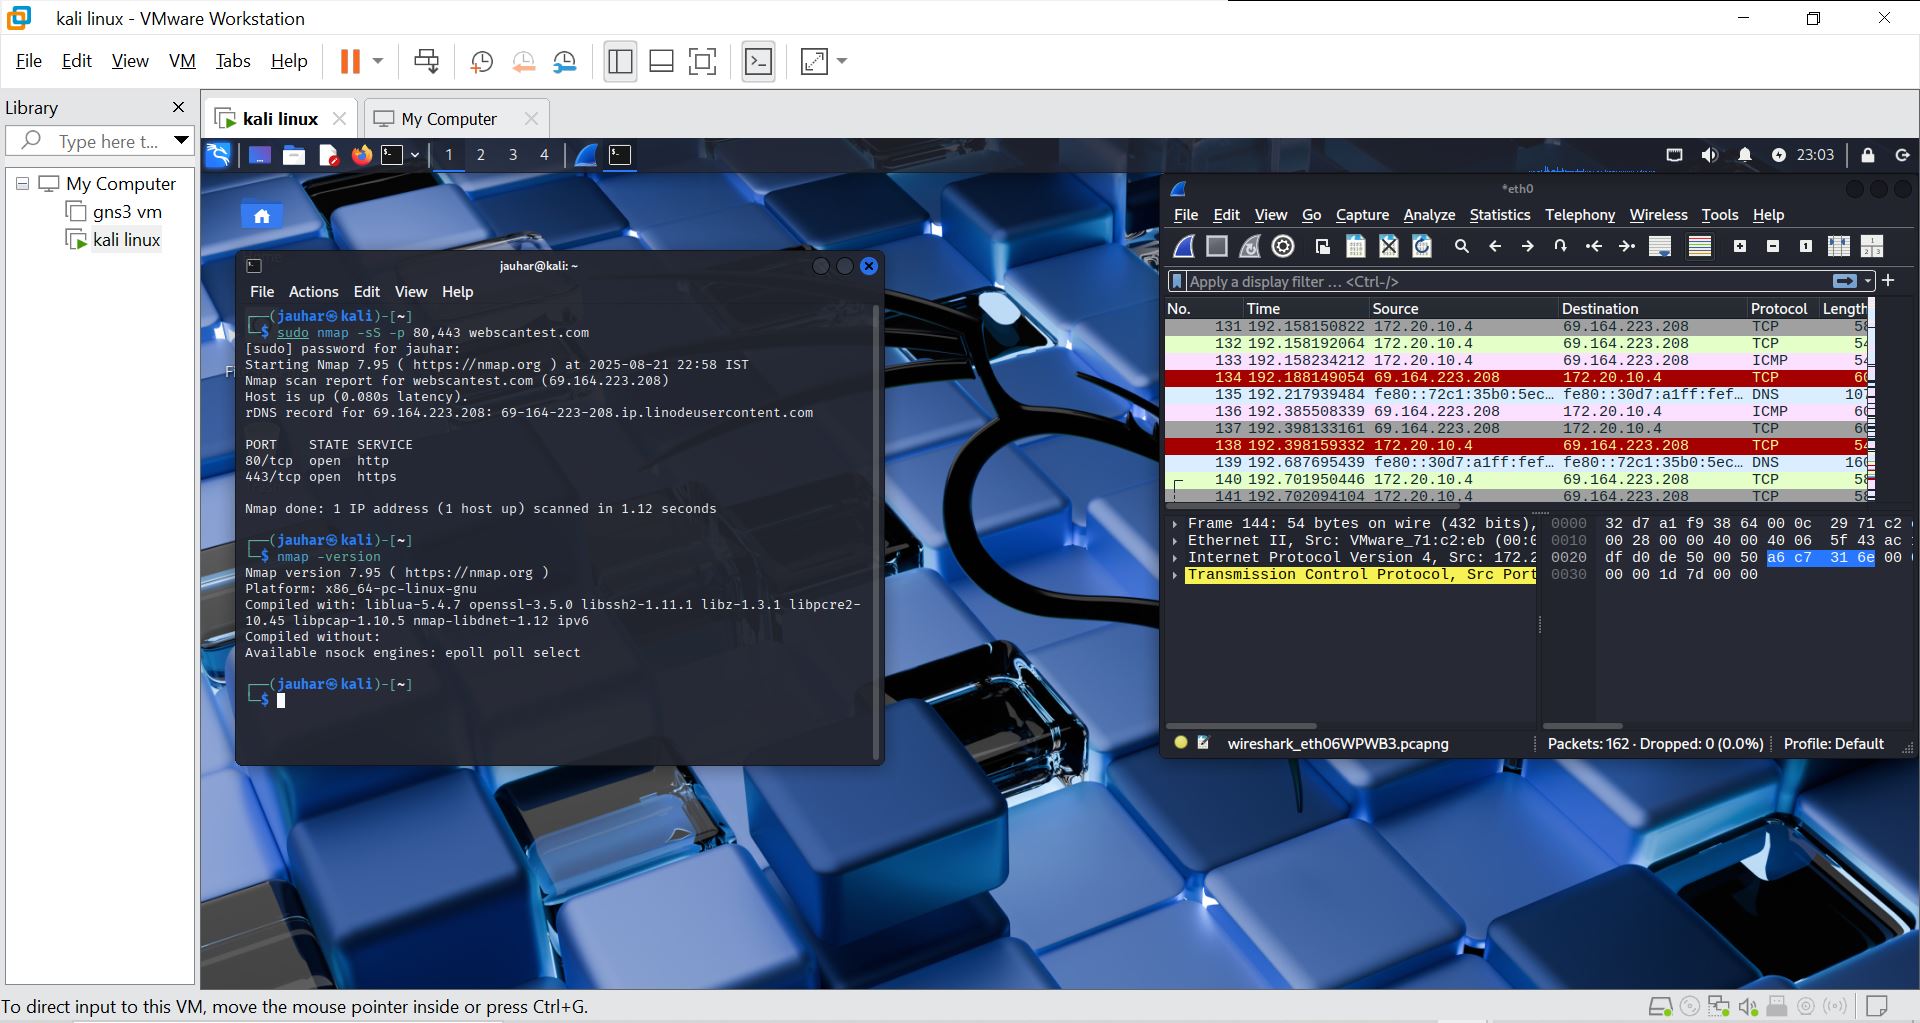 kali linux - VMware Workstation
File Edit View VM Tabs Help
Library
Type here t...
My Computer
gns3 vm
kali linux
kali linux
My Computer
1 2 3 4
23:03
jauhar@kali: ~
File Actions Edit View Help
(jauhar㉿kali)-[~]
$ sudo nmap -sS -p 80,443 webscantest.com
[sudo] password for jauhar:
Starting Nmap 7.95 ( https://nmap.org ) at 2025-08-21 22:58 IST
Nmap scan report for webscantest.com (69.164.223.208)
Host is up (0.080s latency).
rDNS record for 69.164.223.208: 69-164-223-208.ip.linodeusercontent.com
PORT STATE SERVICE
80/tcp open http
443/tcp open https
Nmap done: 1 IP address (1 host up) scanned in 1.12 seconds
(jauhar㉿kali)-[~]
$ nmap -version
Nmap version 7.95 ( https://nmap.org )
Platform: x86_64-pc-linux-gnu
Compiled with: liblua-5.4.7 openssl-3.5.0 libssh2-1.11.1 libz-1.3.1 libpcre2-
10.45 libpcap-1.10.5 nmap-libdnet-1.12 ipv6
Compiled without:
Available nsock engines: epoll poll select
(jauhar㉿kali)-[~]
$
*eth0
File Edit View Go Capture Analyze Statistics Telephony Wireless Tools Help
Apply a display filter ... <Ctrl-/>
No. Time Source Destination Protocol Length
131 192.158150822 172.20.10.4 69.164.223.208 TCP 58
132 192.158192064 172.20.10.4 69.164.223.208 TCP 54
133 192.158234212 172.20.10.4 69.164.223.208 ICMP 54
134 192.188149054 69.164.223.208 172.20.10.4 TCP 60
135 192.217939484 fe80::72c1:35b0:5ec… fe80::30d7:a1ff:fef… DNS 107
136 192.385508339 69.164.223.208 172.20.10.4 ICMP 60
137 192.398133161 69.164.223.208 172.20.10.4 TCP 60
138 192.398159332 172.20.10.4 69.164.223.208 TCP 54
139 192.687695439 fe80::30d7:a1ff:fef… fe80::72c1:35b0:5ec… DNS 160
140 192.701950446 172.20.10.4 69.164.223.208 TCP 58
141 192.702094104 172.20.10.4 69.164.223.208 TCP 58
Frame 144: 54 bytes on wire (432 bits),
Ethernet II, Src: VMware_71:c2:eb (00:0
Internet Protocol Version 4, Src: 172.2
Transmission Control Protocol, Src Port
0000 32 d7 a1 f9 38 64 00 0c 29 71 c2
0010 00 28 00 00 40 00 40 06 5f 43 ac
0020 df d0 de 50 00 50 a6 c7 31 6e 00
0030 00 00 1d 7d 00 00
wireshark_eth06WPWB3.pcapng
Packets: 162 · Dropped: 0 (0.0%)
Profile: Default
To direct input to this VM, move the mouse pointer inside or press Ctrl+G.